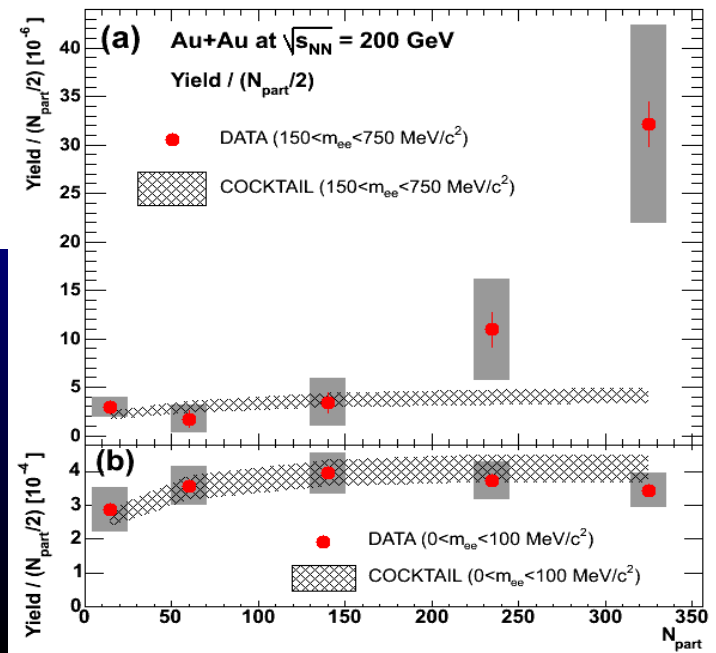 (a) Au+Au at √s_NN = 200 GeV
Yield / (N_part/2)
DATA (150<m_ee<750 MeV/c²)
COCKTAIL (150<m_ee<750 MeV/c²)
Yield / (N_part/2) [10⁻⁶]
40
35
30
25
20
15
10
5
0
(b)
DATA (0<m_ee<100 MeV/c²)
COCKTAIL (0<m_ee<100 MeV/c²)
Yield / (N_part/2) [10⁻⁴]
4
3
2
1
0
0 50 100 150 200 250 300 350
N_part